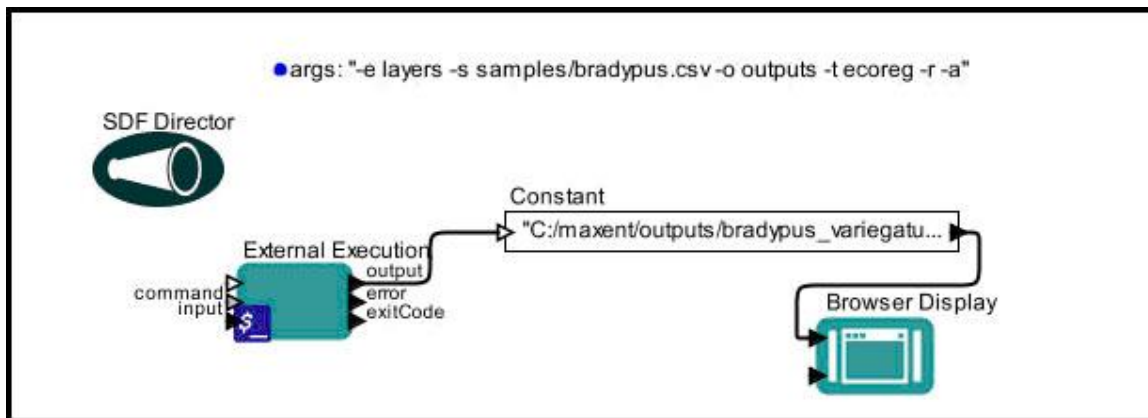 args: "-e layers -s samples/bradypus.csv -o outputs -t ecoreg -r -a"
SDF Director
Constant
"C:/maxent/outputs/bradypus_variegatu...
External Execution
output
command
error
input
exitCode
$_
Browser Display